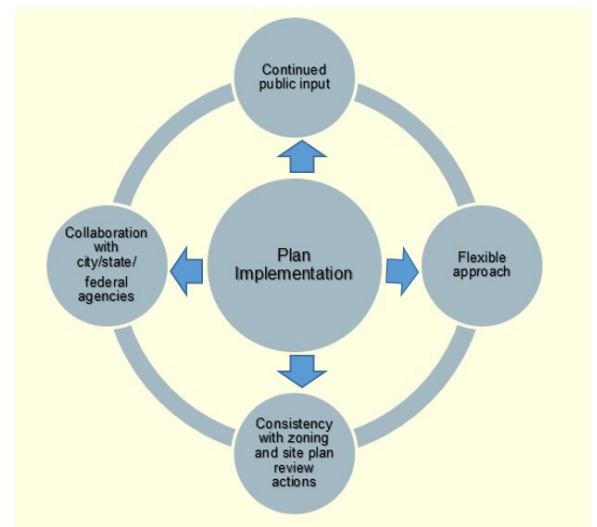 Continued
public input
Collaboration
with
city/state/
federal
agencies
Plan
Implementation
Flexible
approach
Consistency
with zoning
and site plan
review
actions